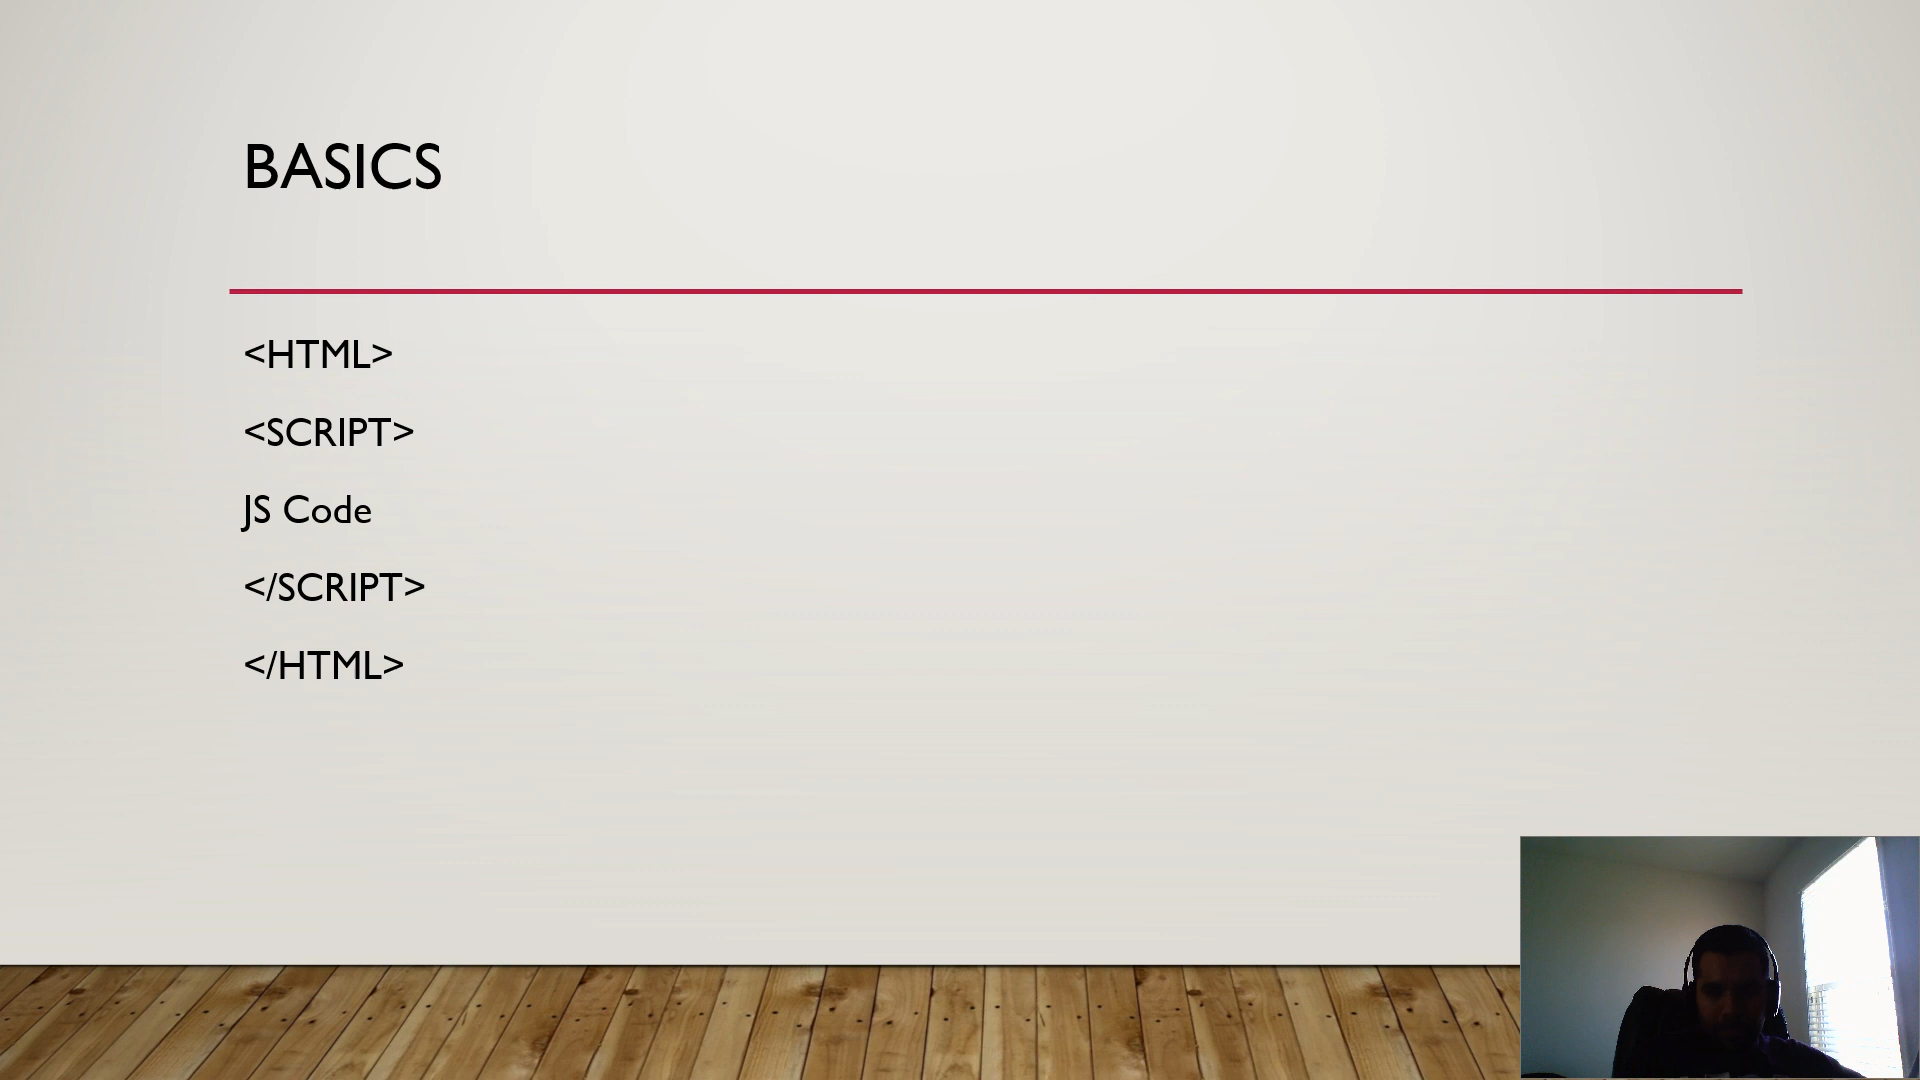 BASICS
<HTML>
<SCRIPT>
JS Code
</SCRIPT>
</HTML>